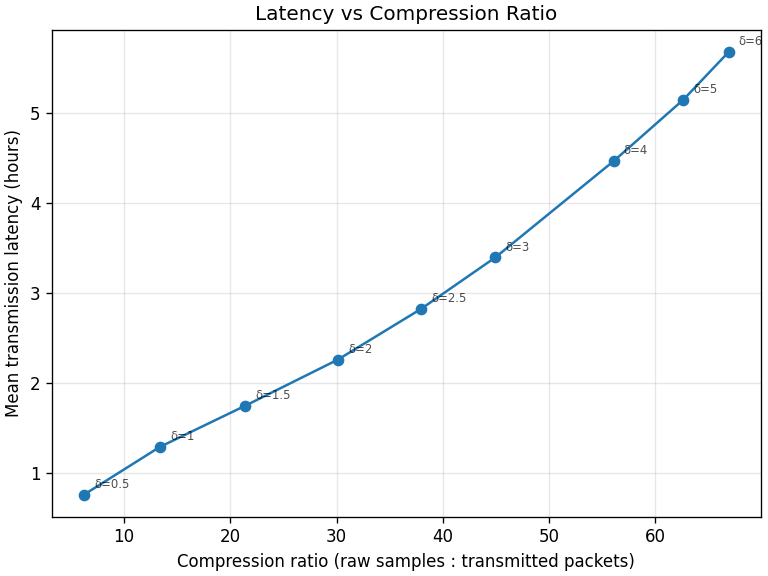 Latency vs Compression Ratio
Mean transmission latency (hours)
5
4
3
2
1
δ=6
δ=5
δ=4
δ=3
δ=2.5
δ=2
δ=1.5
δ=1
δ=0.5
10 20 30 40 50 60
Compression ratio (raw samples : transmitted packets)